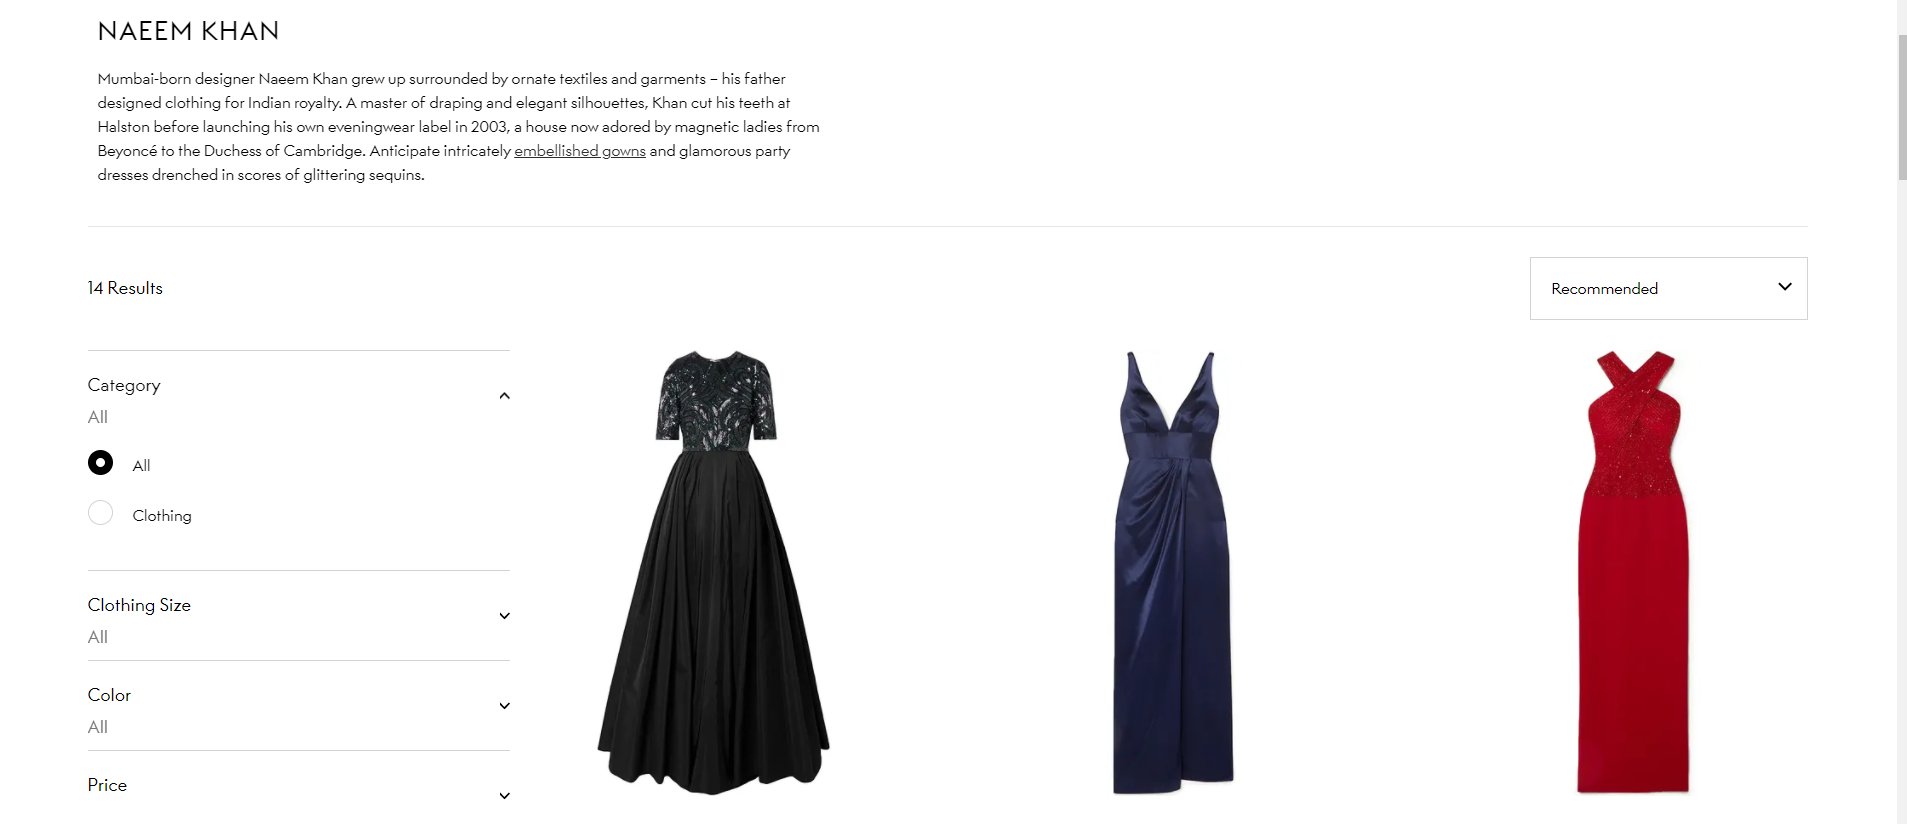 NAEEM KHAN
Mumbai-born designer Naeem Khan grew up surrounded by ornate textiles and garments – his father
designed clothing for Indian royalty. A master of draping and elegant silhouettes, Khan cut his teeth at
Halston before launching his own eveningwear label in 2003, a house now adored by magnetic ladies from
Beyoncé to the Duchess of Cambridge. Anticipate intricately embellished gowns and glamorous party
dresses drenched in scores of glittering sequins.
14 Results
Recommended
Category
All
All
Clothing
Clothing Size
All
Color
All
Price